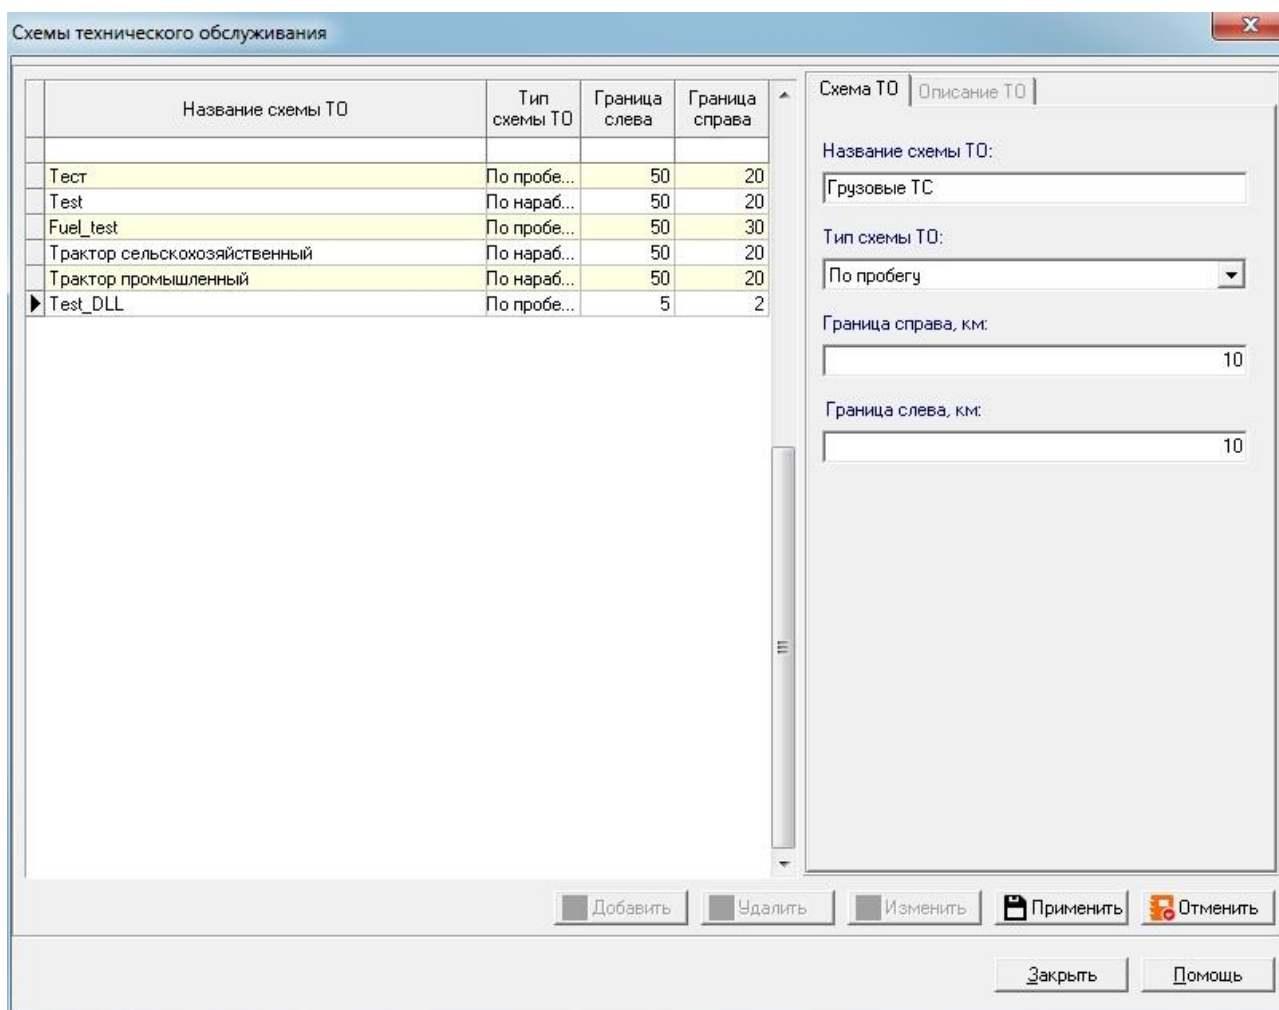 Схемы технического обслуживания
Название схемы ТО
Тип схемы ТО
Граница слева
Граница справа
Тест По пробе... 50 20
Test По нараб... 50 20
Fuel_test По пробе... 50 30
Трактор сельскохозяйственный По нараб... 50 20
Трактор промышленный По нараб... 50 20
Test_DLL По пробе... 5 2
Схема ТО Описание ТО
Название схемы ТО:
Грузовые ТС
Тип схемы ТО:
По пробегу
Граница справа, км:
10
Граница слева, км:
10
Добавить Удалить Изменить Применить Отменить
Закрыть Помощь